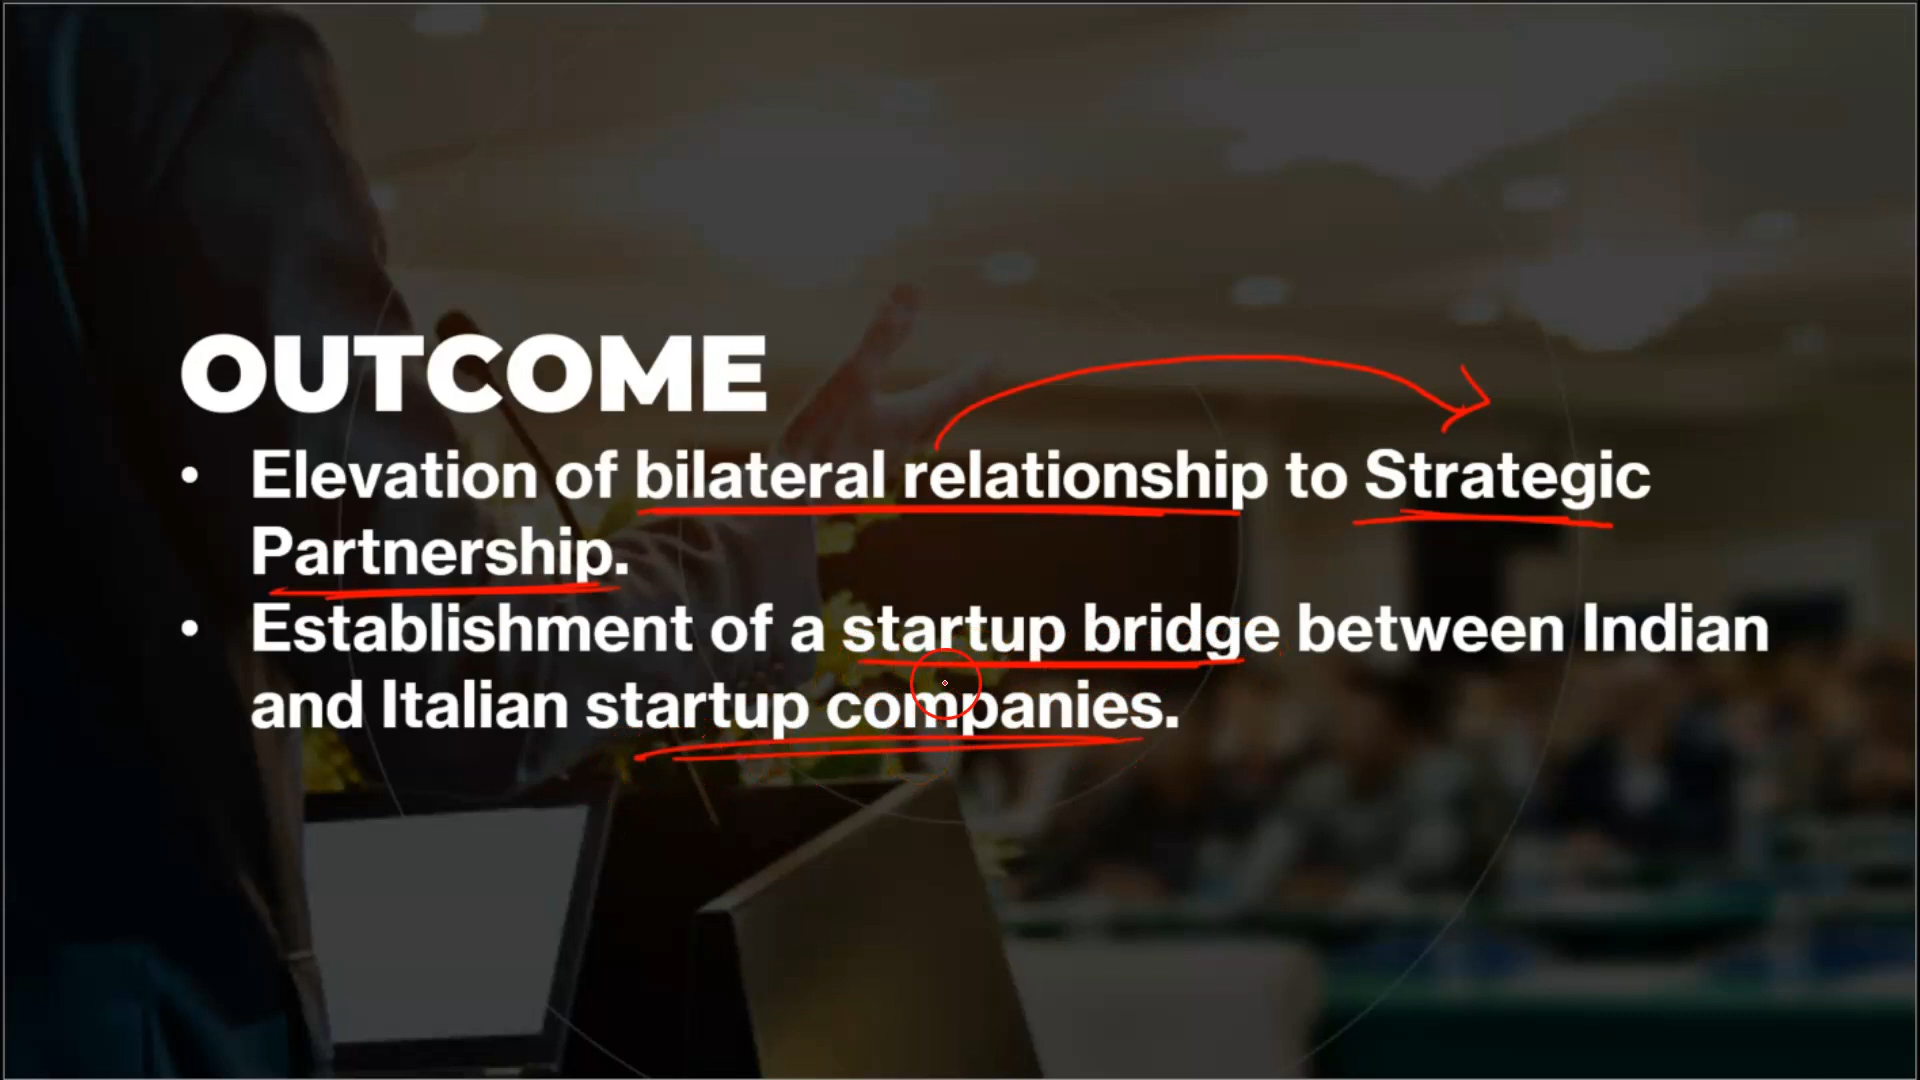 OUTCOME
• Elevation of bilateral relationship to Strategic
Partnership.
• Establishment of a startup bridge between Indian
and Italian startup companies.